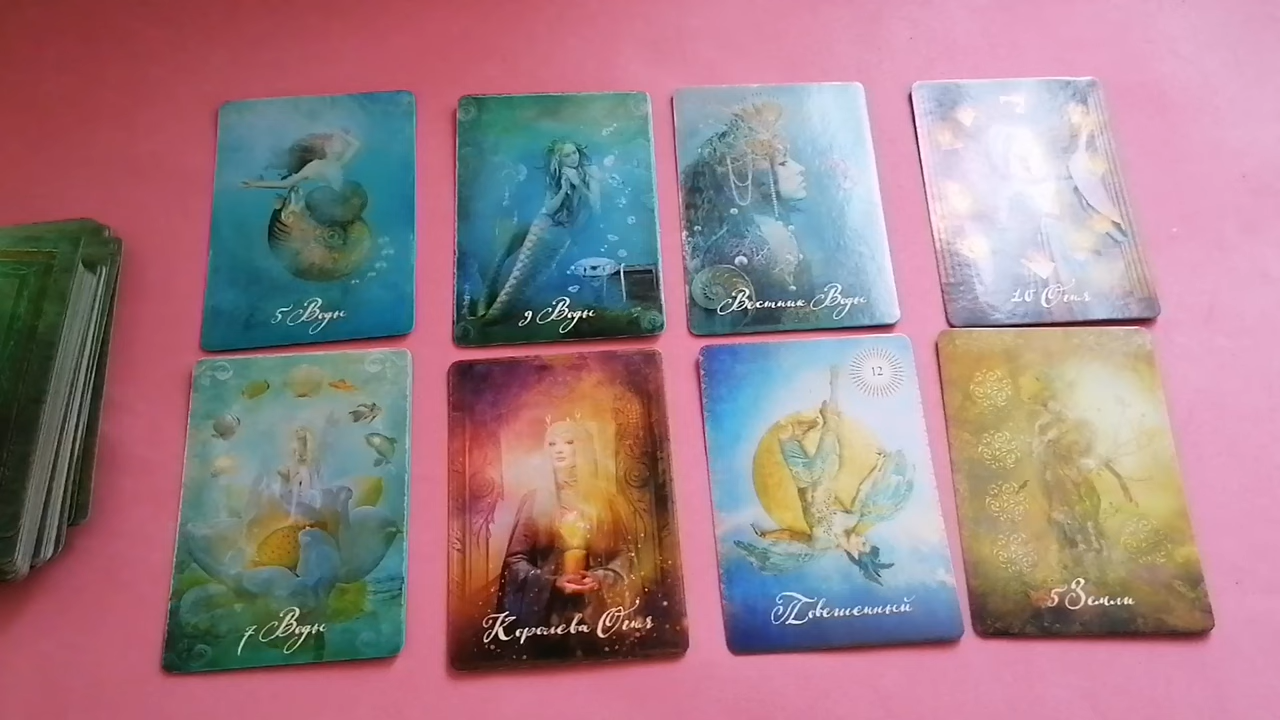 5 Воды
9 Воды
Вестник Воды
10 Огня
7 Воды
Королева Огня
12
Повешенный
5 Земли